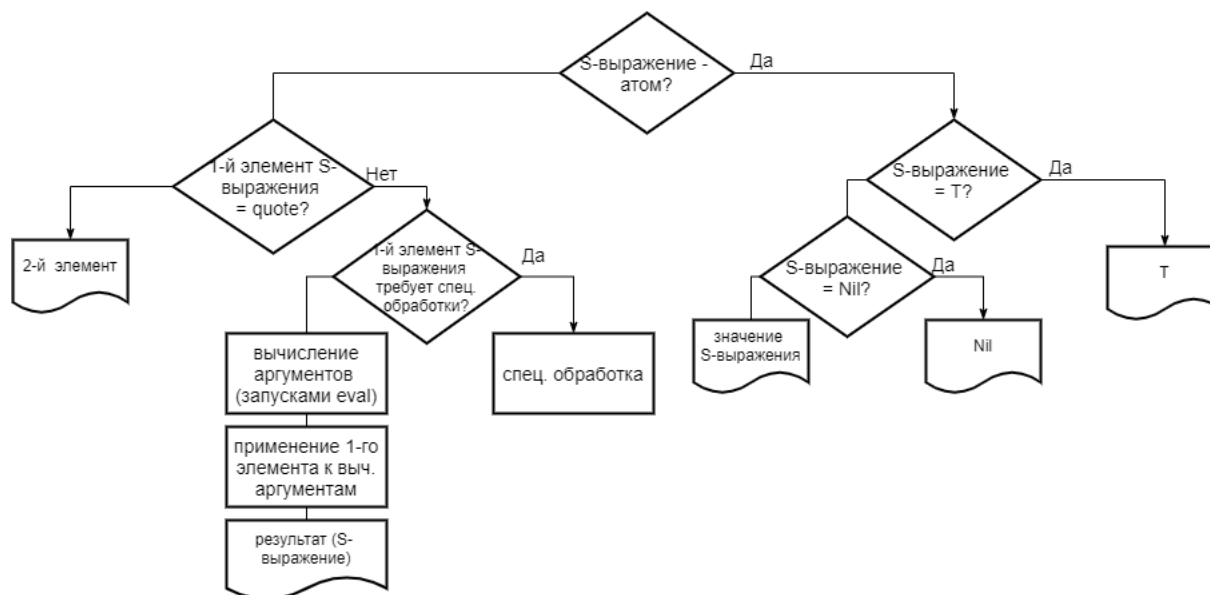 S-выражение -
атом?
Да
1-й элемент S-
выражения
= quote?
Нет
S-выражение
= T?
Да
2-й элемент
1-й элемент S-
выражения
требует спец.
обработки?
Да
S-выражение
= Nil?
Да
T
вычисление
аргументов
(запусками eval)
спец. обработка
значение
S-выражения
Nil
применение 1-го
элемента к выч.
аргументам
результат (S-
выражение)